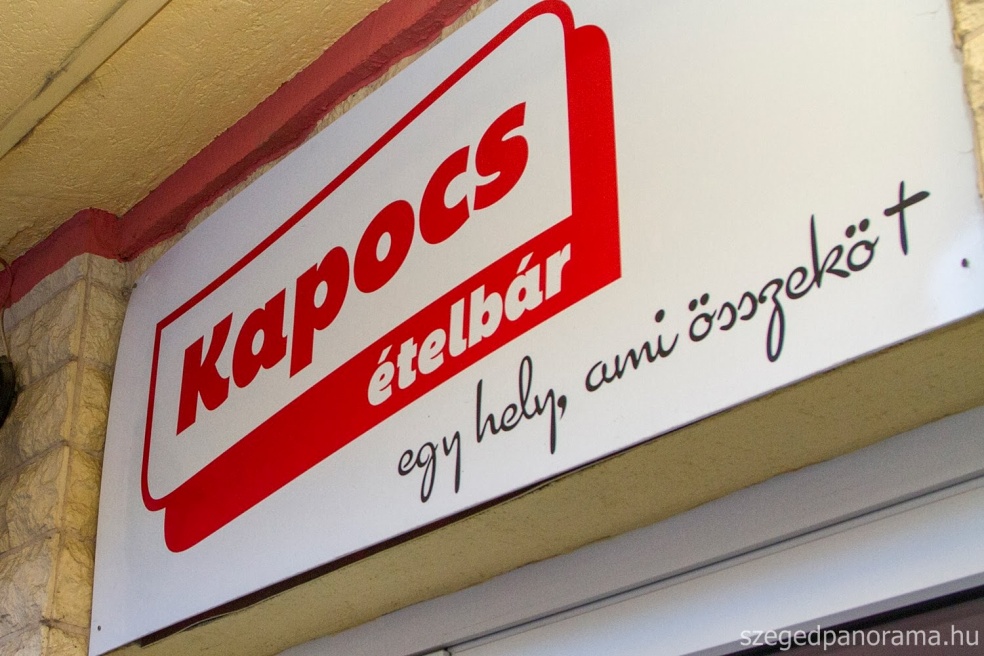 Kapocs
ételbár
egy hely, ami összeköt
szegedpanorama.hu